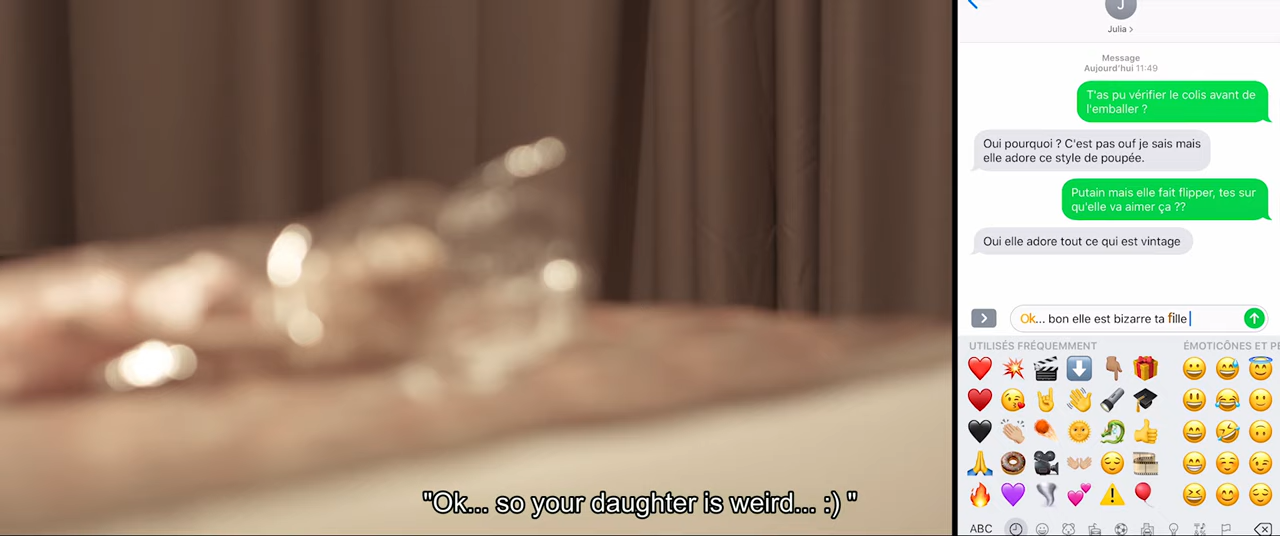 J
Julia
Message
Aujourd'hui 11:49
T'as pu vérifier le colis avant de
l'emballer ?
Oui pourquoi ? C'est pas ouf je sais mais
elle adore ce style de poupée.
Putain mais elle fait flipper, tes sur
qu'elle va aimer ça ??
Oui elle adore tout ce qui est vintage
Ok... bon elle est bizarre ta fille
UTILISÉS FRÉQUEMMENT
ÉMOTICÔNES ET PE
ABC
"Ok... so your daughter is weird... :) "